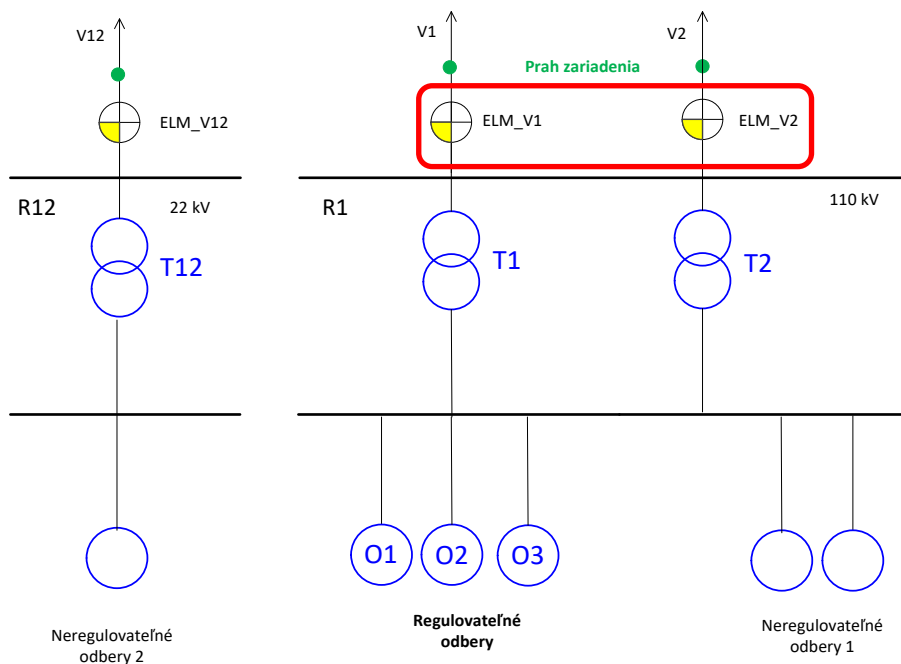 V12
V1
V2
Prah zariadenia
ELM_V12
ELM_V1
ELM_V2
R12
22 kV
R1
110 kV
T12
T1
T2
O1
O2
O3
Neregulovateľné
odbery 2
Regulovateľné
odbery
Neregulovateľné
odbery 1